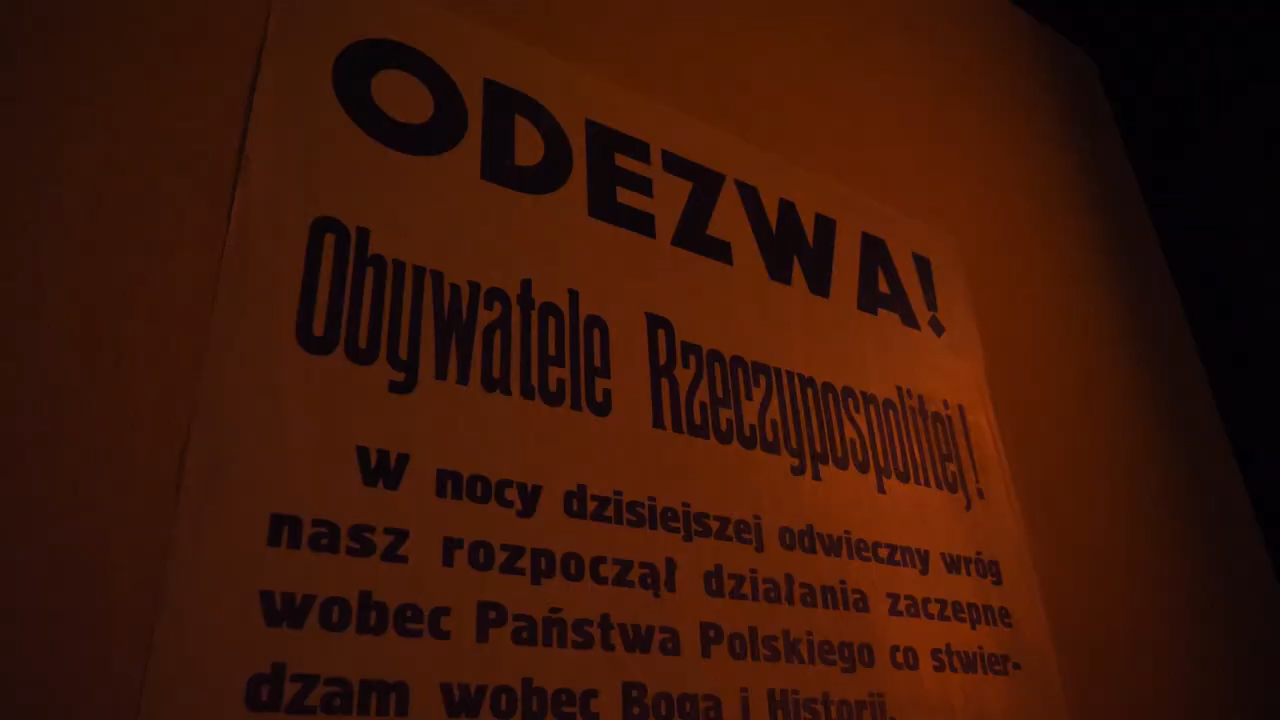 ODEZWA!
Obywatele Rzeczypospolitej!
W nocy dzisiejszej odwieczny wróg
nasz rozpoczął działania zaczepne
wobec Państwa Polskiego co stwier-
dzam wobec Boga i Historii.